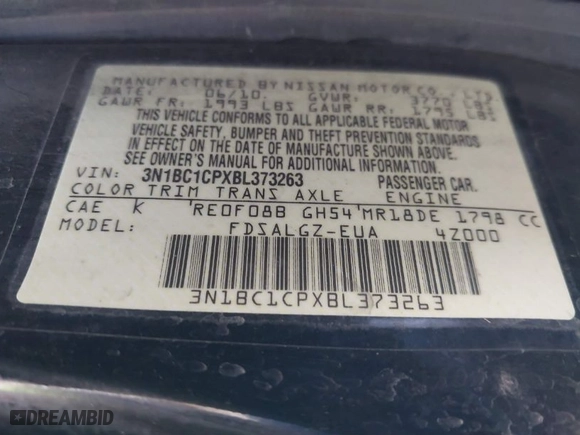 MANUFACTURED BY NISSAN MOTOR CO., LTD
DATE: 06/10 GVWR: 3770 LBS
GAWR FR: 1993 LBS GAWR RR: 1795 LBS
THIS VEHICLE CONFORMS TO ALL APPLICABLE FEDERAL MOTOR
VEHICLE SAFETY, BUMPER AND THEFT PREVENTION STANDARDS
IN EFFECT ON THE DATE OF MANUFACTURE SHOWN ABOVE.
SEE OWNER'S MANUAL FOR ADDITIONAL INFORMATION.
VIN: 3N1BC1CPXBL373263 PASSENGER CAR.
COLOR TRIM TRANS AXLE ENGINE
CAE K RE0F08B GH54 MR18DE 1798 CC
MODEL: FDSALGZ-EUA 4Z000
3N1BC1CPXBL373263
DREAMBID